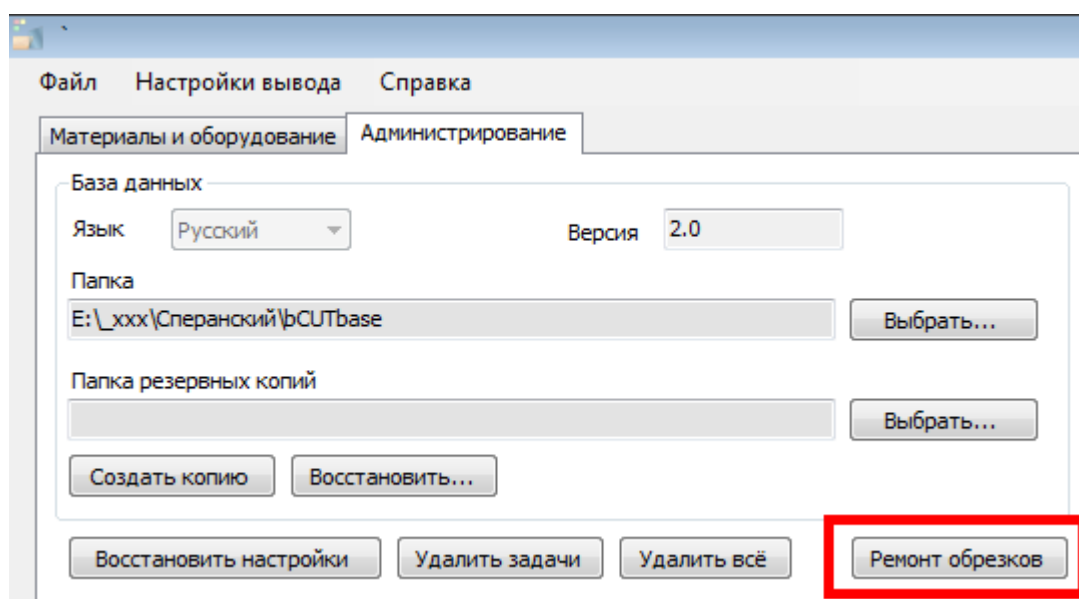 `
Файл Настройки вывода Справка
Материалы и оборудование Администрирование
База данных
Язык Русский Версия 2.0
Папка
E:\_xxx\Сперанский\bCUTbase Выбрать...
Папка резервных копий
Выбрать...
Создать копию Восстановить...
Восстановить настройки Удалить задачи Удалить всё Ремонт обрезков